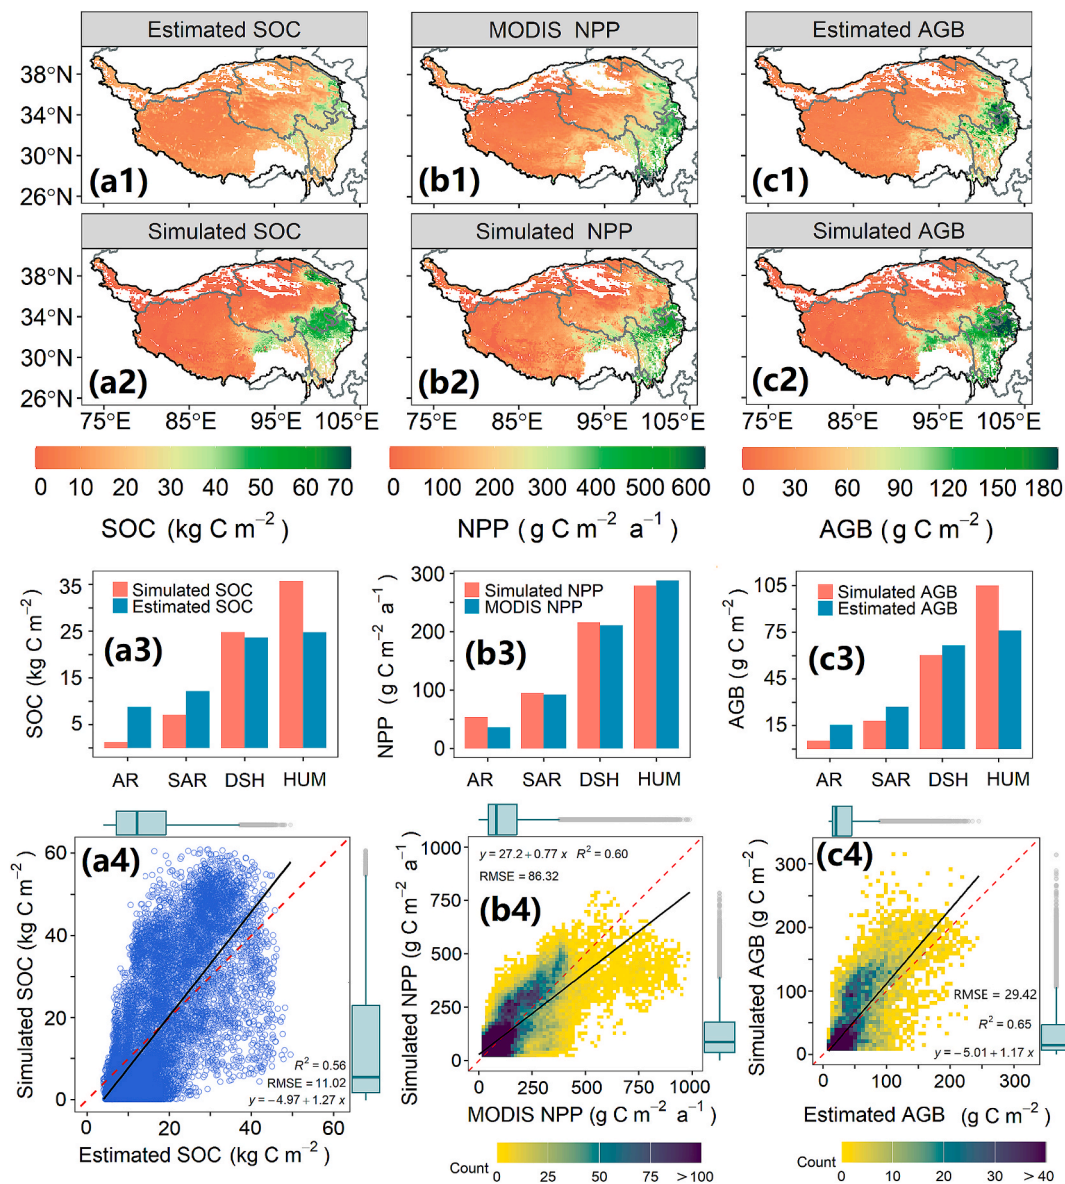 Estimated SOC
MODIS NPP
Estimated AGB
38°N
34°N
30°N
26°N
(a1)
(b1)
(c1)
Simulated SOC
Simulated NPP
Simulated AGB
38°N
34°N
30°N
26°N
(a2)
(b2)
(c2)
75°E 85°E 95°E 105°E
75°E 85°E 95°E 105°E
75°E 85°E 95°E 105°E
0 10 20 30 40 50 60 70
0 100 200 300 400 500 600
0 30 60 90 120 150 180
SOC (kg C m⁻²)
NPP (g C m⁻² a⁻¹)
AGB (g C m⁻²)
SOC (kg C m⁻²)
35
25
15
5
Simulated SOC
Estimated SOC
(a3)
AR SAR DSH HUM
NPP (g C m⁻² a⁻¹)
300
200
100
0
Simulated NPP
MODIS NPP
(b3)
AR SAR DSH HUM
AGB (g C m⁻²)
105
75
45
15
Simulated AGB
Estimated AGB
(c3)
AR SAR DSH HUM
Simulated SOC (kg C m⁻²)
60
40
20
0
(a4)
R² = 0.56
RMSE = 11.02
y = −4.97 + 1.27 x
0 20 40 60
Estimated SOC (kg C m⁻²)
Simulated NPP (g C m⁻² a⁻¹)
1000
750
500
250
0
y = 27.2 + 0.77 x R² = 0.60
RMSE = 86.32
(b4)
0 250 500 750 1000
MODIS NPP (g C m⁻² a⁻¹)
Count
0 25 50 75 >100
Simulated AGB (g C m⁻²)
300
200
100
0
(c4)
RMSE = 29.42
R² = 0.65
y = −5.01 + 1.17 x
0 100 200 300
Estimated AGB (g C m⁻²)
Count
0 10 20 30 >40